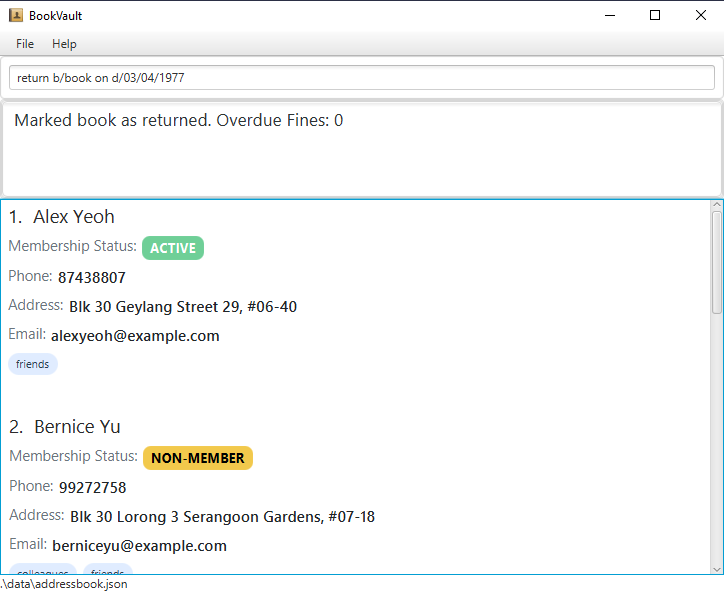 BookVault
File Help
return b/book on d/03/04/1977
Marked book as returned. Overdue Fines: 0
1. Alex Yeoh
Membership Status: ACTIVE
Phone: 87438807
Address: Blk 30 Geylang Street 29, #06-40
Email: alexyeoh@example.com
friends
2. Bernice Yu
Membership Status: NON-MEMBER
Phone: 99272758
Address: Blk 30 Lorong 3 Serangoon Gardens, #07-18
Email: berniceyu@example.com
colleagues friends
.\data\addressbook.json